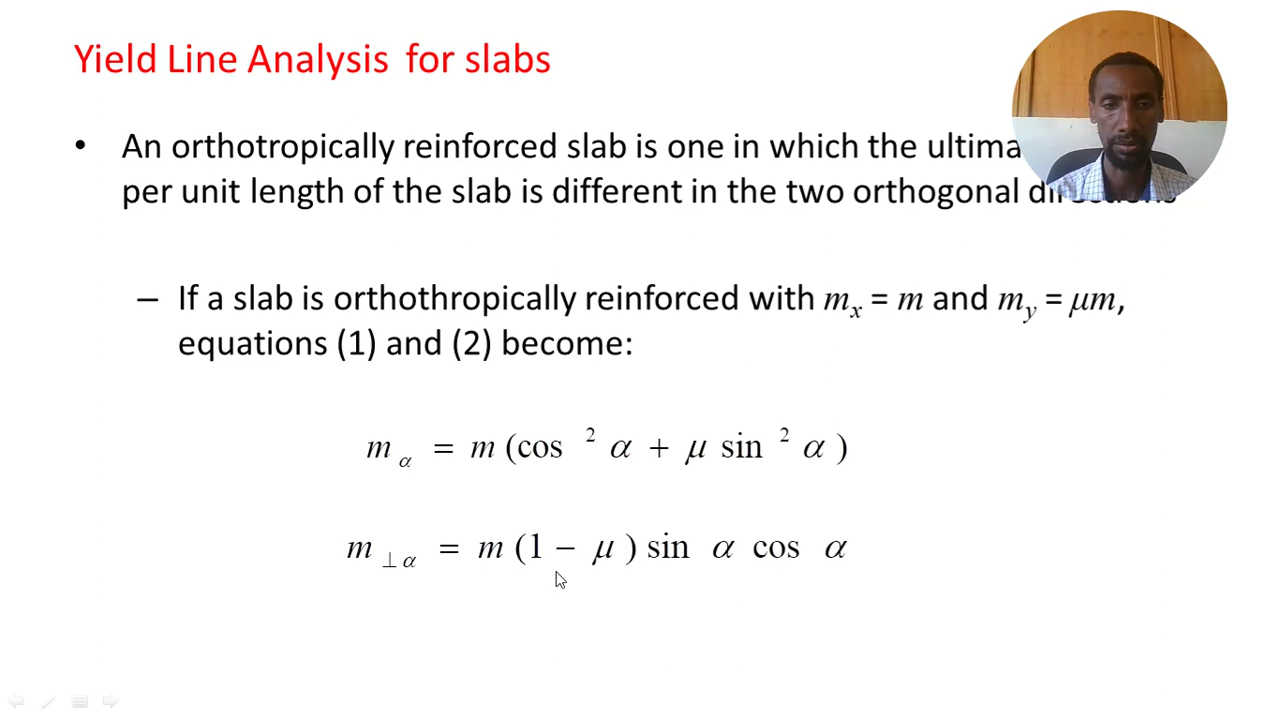 Yield Line Analysis for slabs
• An orthotropically reinforced slab is one in which the
per unit length of the slab is different in the two orthogonal
– If a slab is orthothropically reinforced with mₓ = m and m_y = μm,
equations (1) and (2) become:
m_α = m (cos² α + μ sin² α)
m_⊥α = m (1 − μ) sin α cos α